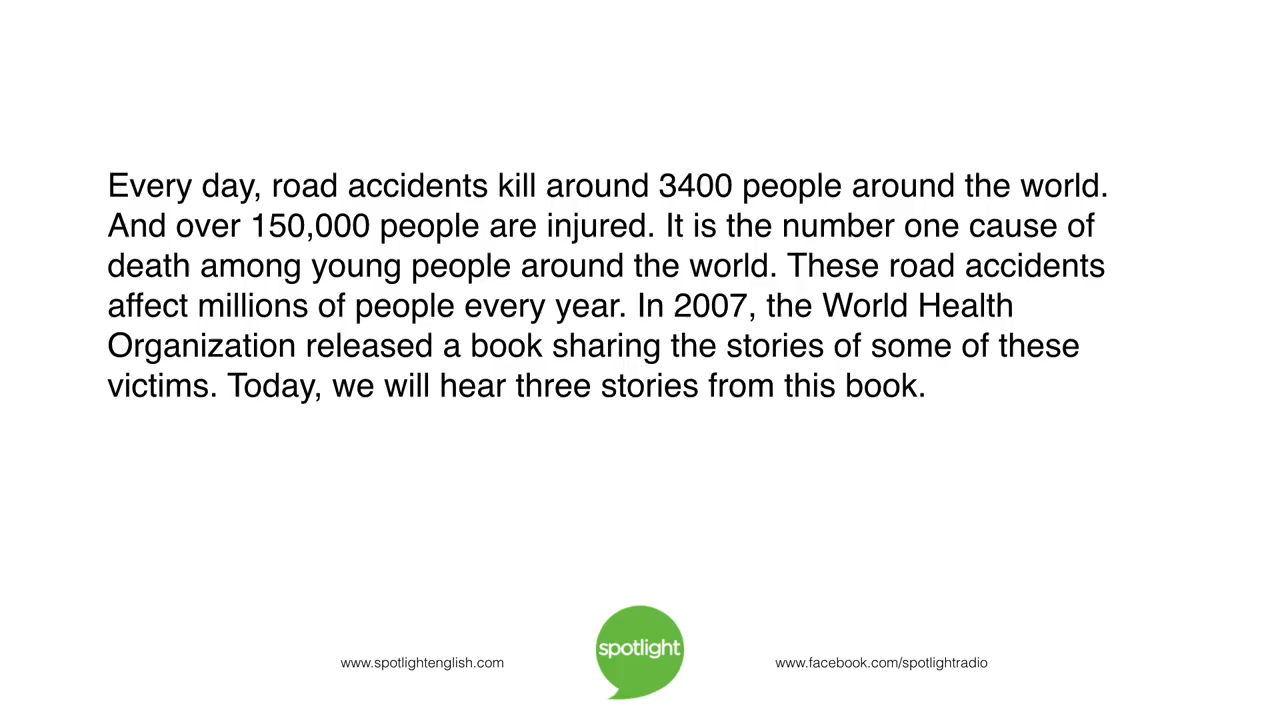 Every day, road accidents kill around 3400 people around the world.
And over 150,000 people are injured. It is the number one cause of
death among young people around the world. These road accidents
affect millions of people every year. In 2007, the World Health
Organization released a book sharing the stories of some of these
victims. Today, we will hear three stories from this book.
www.spotlightenglish.com
spotlight
www.facebook.com/spotlightradio